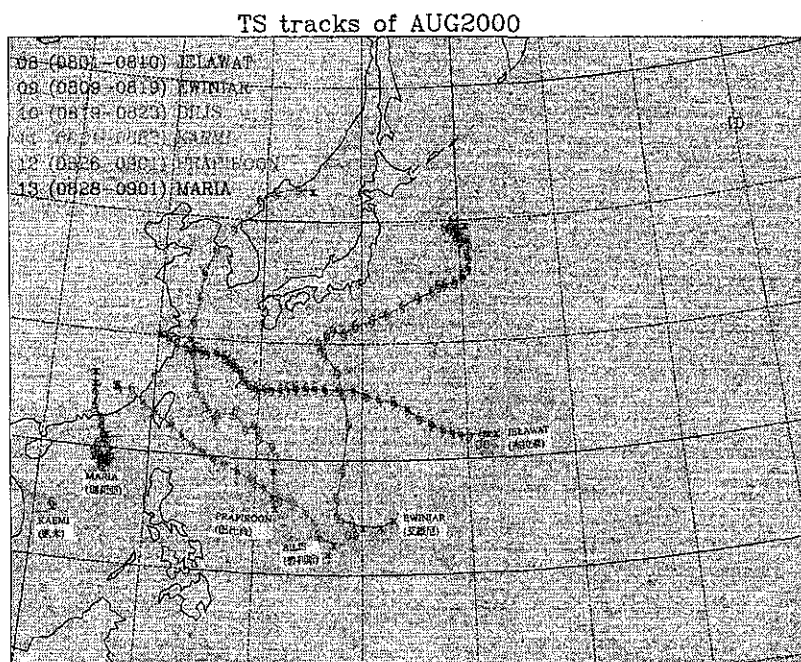 TS tracks of AUG2000
08 (0801-0810) JELAWAT
09 (0809-0819) EWINIAR
10 (0819-0823) BILIS
KAEMI
12 (0826-0901) PRAPIROON
13 (0828-0901) MARIA
JELAWAT
MARIA
KAEMI
PRAPIROON
BILIS
EWINIAR